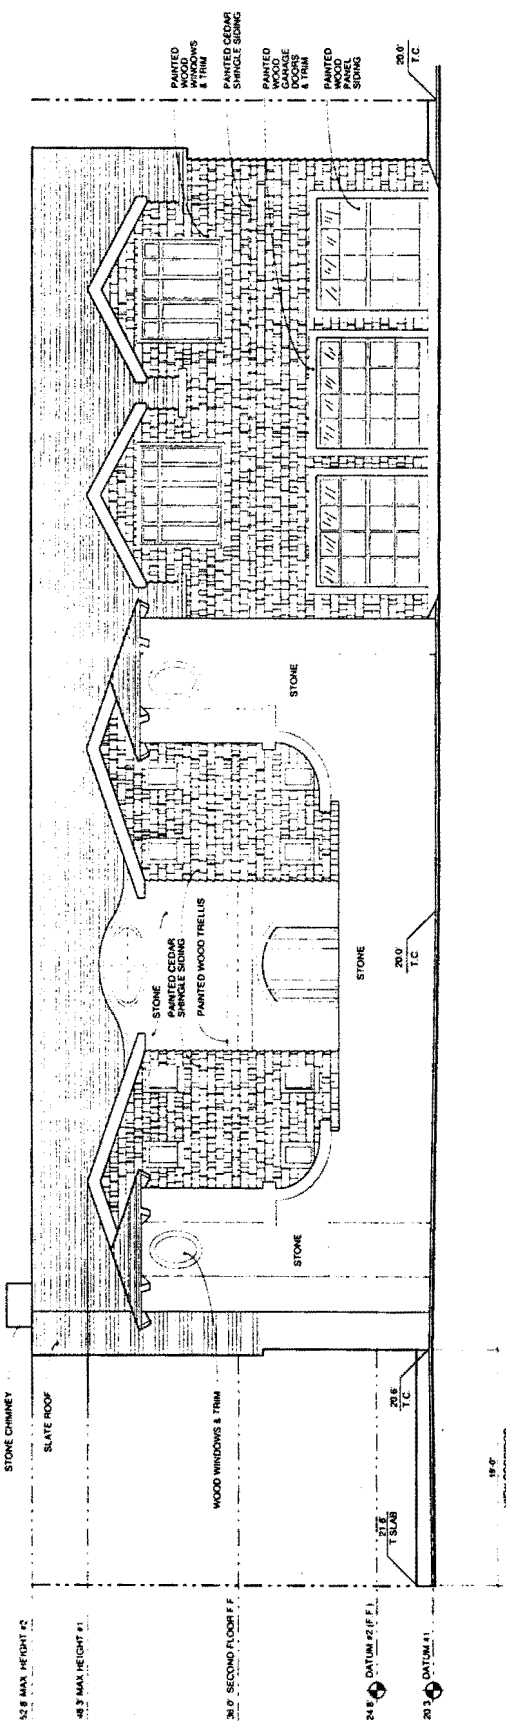 STONE CHIMNEY
SLATE ROOF
52.8' MAX. HEIGHT #2
48.3' MAX HEIGHT #1
36.0' SECOND FLOOR F.F.
24.8' DATUM #2 (F.F.)
20.3' DATUM #1
WOOD WINDOWS & TRIM
21.6'
T SLAB
20.6'
T.C.
19'-0"
VIEW CORRIDOR
STONE
STONE
PAINTED CEDAR
SHINGLE SIDING
PAINTED WOOD TRELLIS
STONE
20.0'
T.C.
STONE
PAINTED
WOOD
WINDOWS
& TRIM
PAINTED CEDAR
SHINGLE SIDING
PAINTED
WOOD
GARAGE
DOORS
& TRIM
PAINTED
WOOD
PANEL
SIDING
20.0'
T.C.